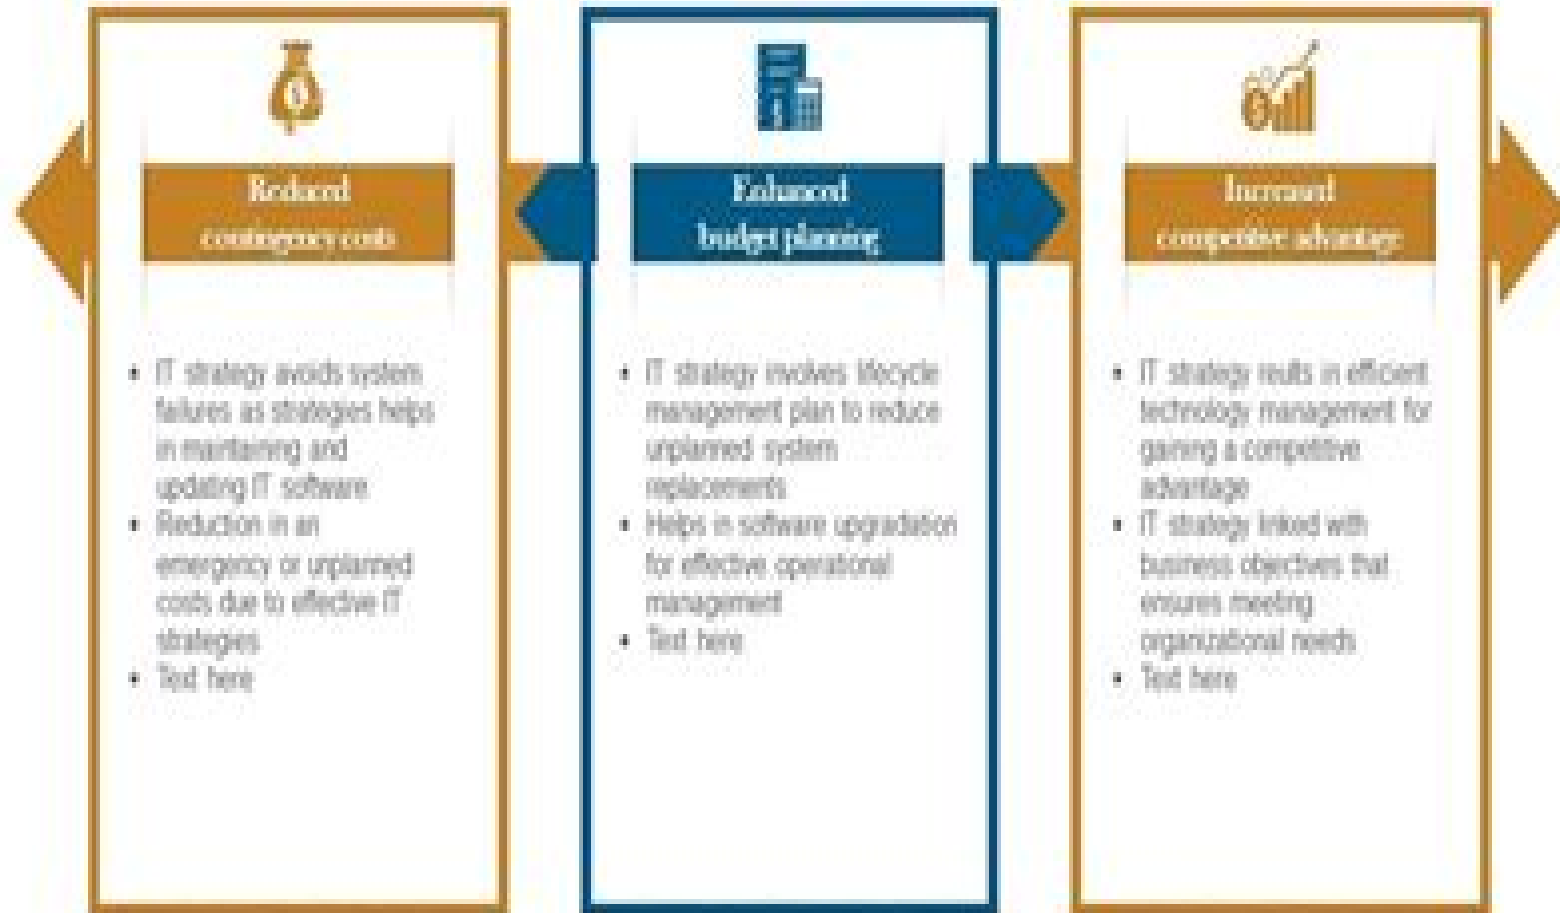 Reduced
contingency costs
• IT strategy avoids system
failures as strategies helps
in maintaining and
updating IT software
• Reduction in an
emergency or unplanned
costs due to effective IT
strategies
• Text here
Enhanced
budget planning
• IT strategy involves lifecycle
management plan to reduce
unplanned system
replacements
• Helps in software upgradation
for effective operational
management
• Text here
Increased
competitive advantage
• IT strategy reults in efficient
technology management for
gaining a competitive
advantage
• IT strategy linked with
business objectives that
ensures meeting
organizational needs
• Text here